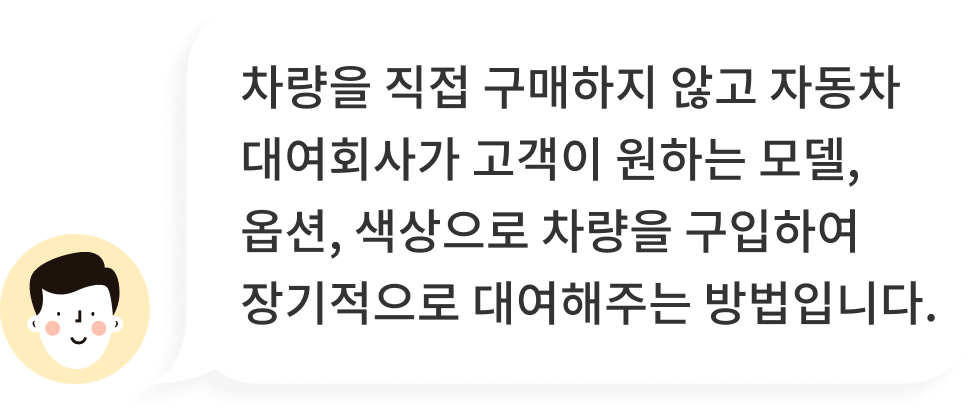 차량을 직접 구매하지 않고 자동차
대여회사가 고객이 원하는 모델,
옵션, 색상으로 차량을 구입하여
장기적으로 대여해주는 방법입니다.